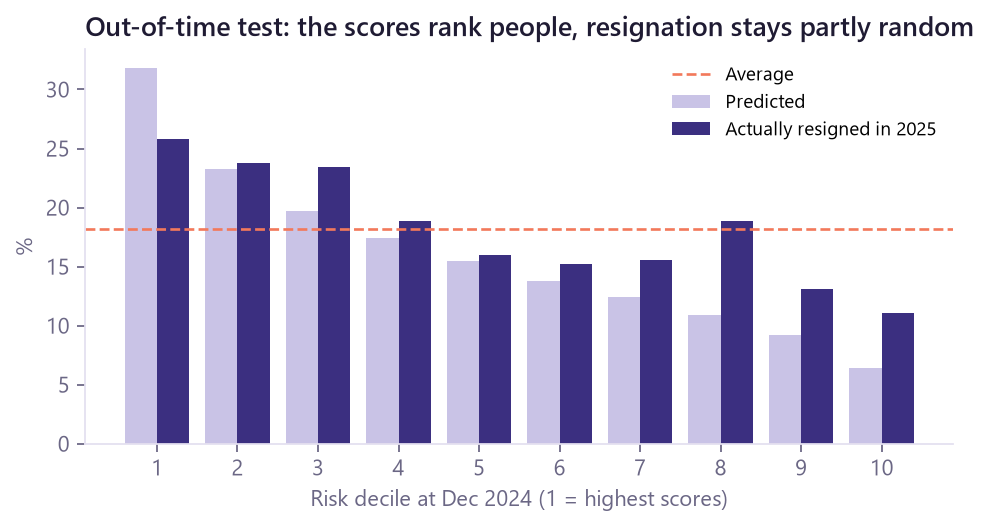 Out-of-time test: the scores rank people, resignation stays partly random
Average
Predicted
Actually resigned in 2025
%
30
25
20
15
10
5
0
1 2 3 4 5 6 7 8 9 10
Risk decile at Dec 2024 (1 = highest scores)